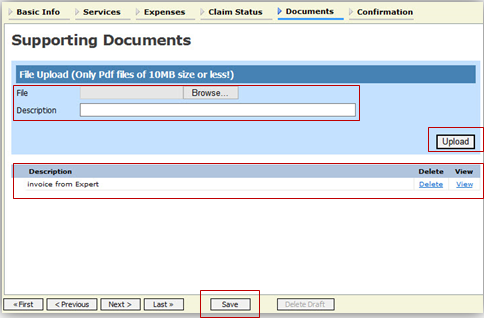 Basic Info Services Expenses Claim Status Documents Confirmation
Supporting Documents
File Upload (Only Pdf files of 10MB size or less!)
File Browse...
Description
Upload
Description Delete View
invoice from Expert Delete View
« First < Previous Next > Last » Save Delete Draft